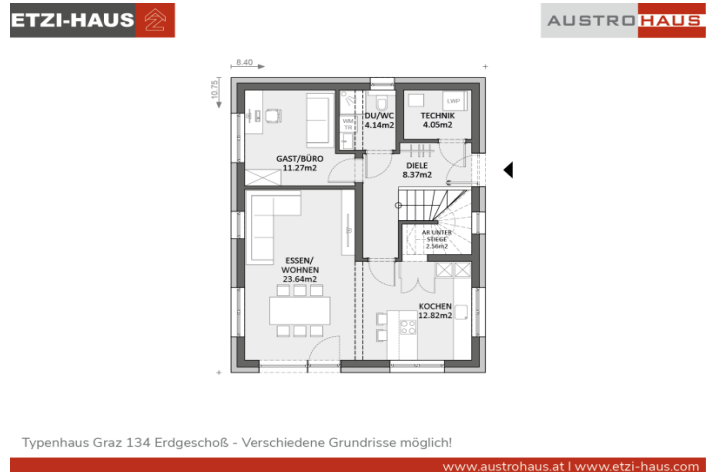 ETZI-HAUS
AUSTROHAUS
8.40
10.75
DU/WC
4.14m2
TECHNIK
4.05m2
LWP
WM
TR
GAST/BÜRO
11.27m2
DIELE
8.37m2
AR UNTER
STIEGE
2.56m2
ESSEN/
WOHNEN
23.64m2
KOCHEN
12.82m2
Typenhaus Graz 134 Erdgeschoß - Verschiedene Grundrisse möglich!
www.austrohaus.at I www.etzi-haus.com